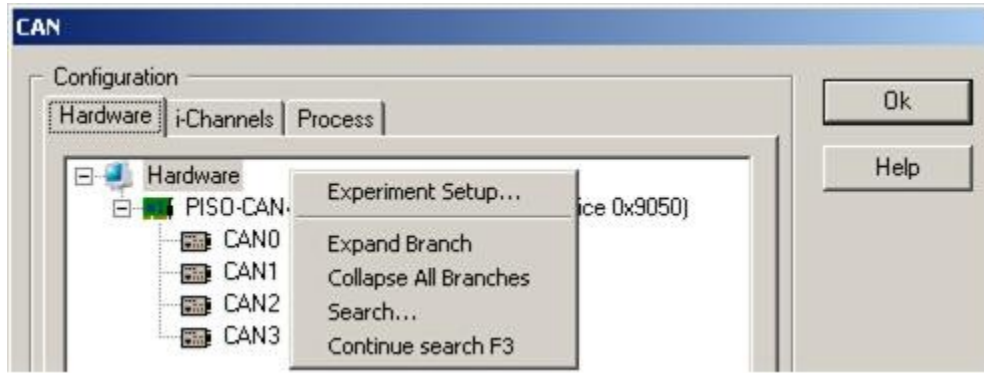 CAN
Configuration
Ok
Hardware i-Channels Process
Help
Hardware
Experiment Setup...
PISO-CAN ice 0x9050)
CAN0
Expand Branch
CAN1
Collapse All Branches
CAN2
Search...
CAN3
Continue search F3